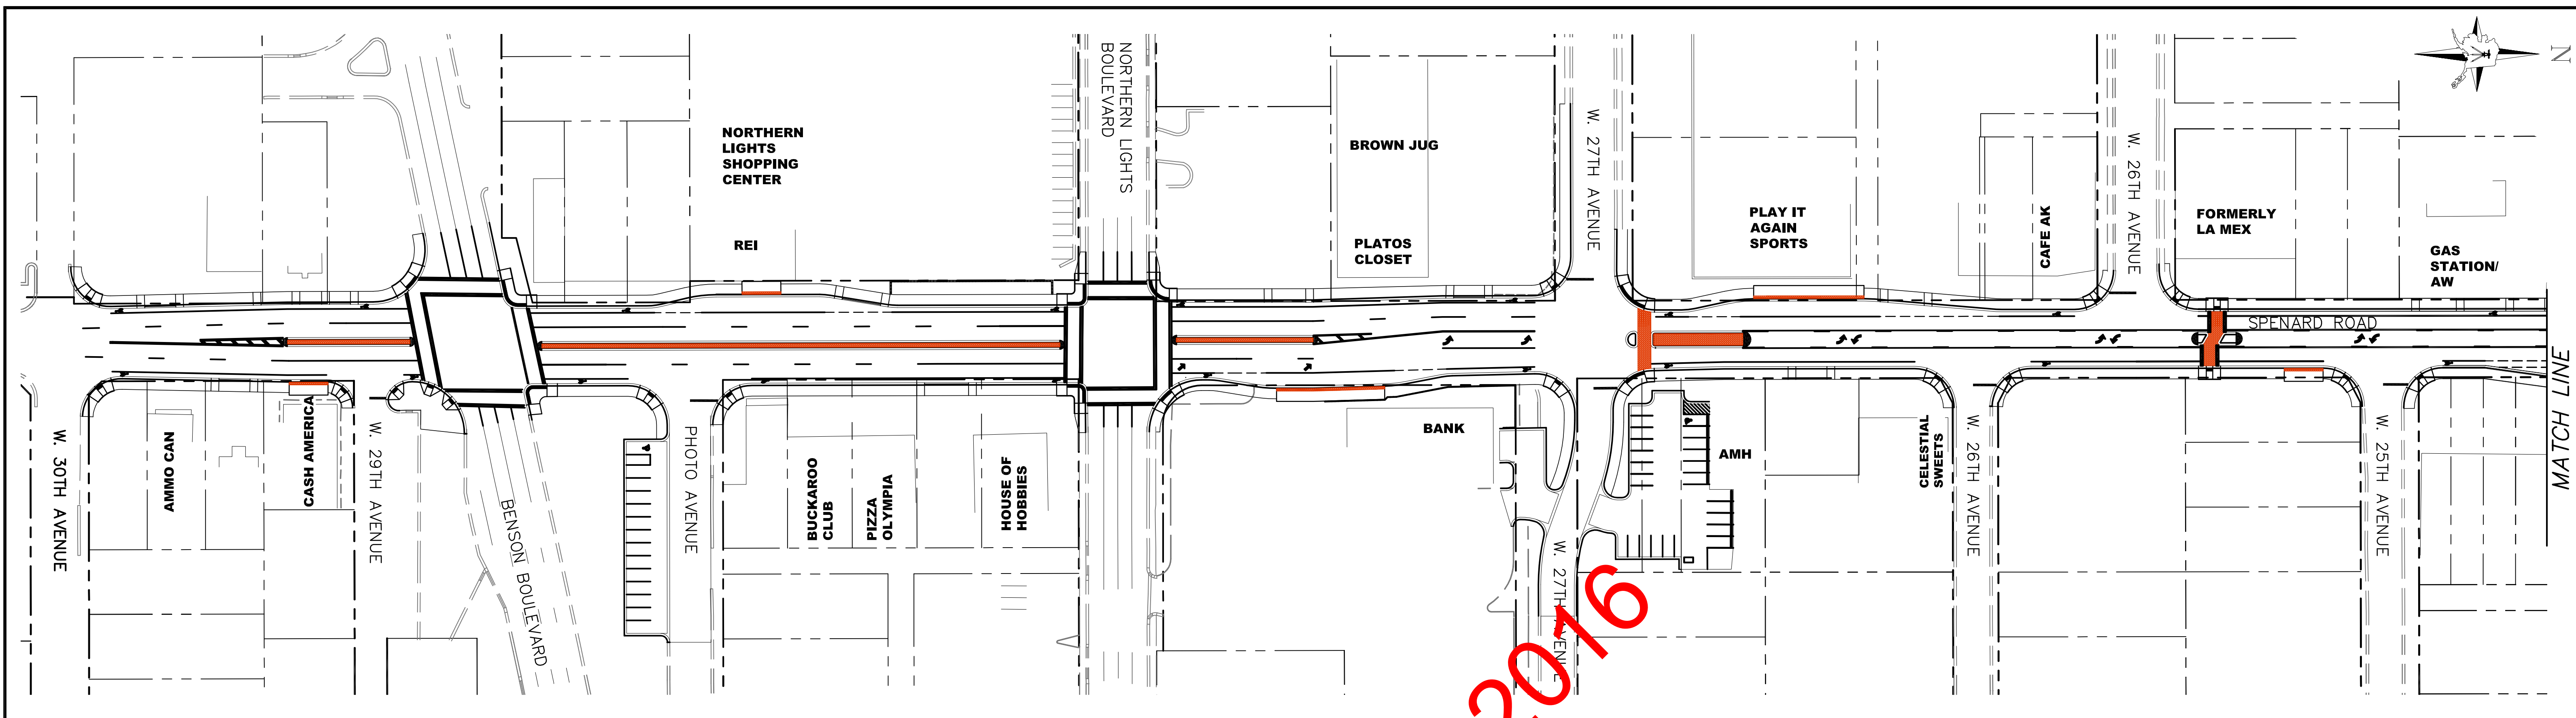 N
NORTHERN LIGHTS
BOULEVARD
NORTHERN
LIGHTS
SHOPPING
CENTER
REI
BROWN JUG
PLATOS
CLOSET
W. 27TH AVENUE
PLAY IT
AGAIN
SPORTS
CAFE AK
W. 26TH AVENUE
FORMERLY
LA MEX
GAS
STATION/
AW
SPENARD ROAD
MATCH LINE
W. 30TH AVENUE
AMMO CAN
CASH AMERICA
W. 29TH AVENUE
BENSON BOULEVARD
PHOTO AVENUE
BUCKAROO
CLUB
PIZZA
OLYMPIA
HOUSE OF
HOBBIES
BANK
W. 27TH AVENUE
AMH
CELESTIAL
SWEETS
W. 26TH AVENUE
W. 25TH AVENUE
2016